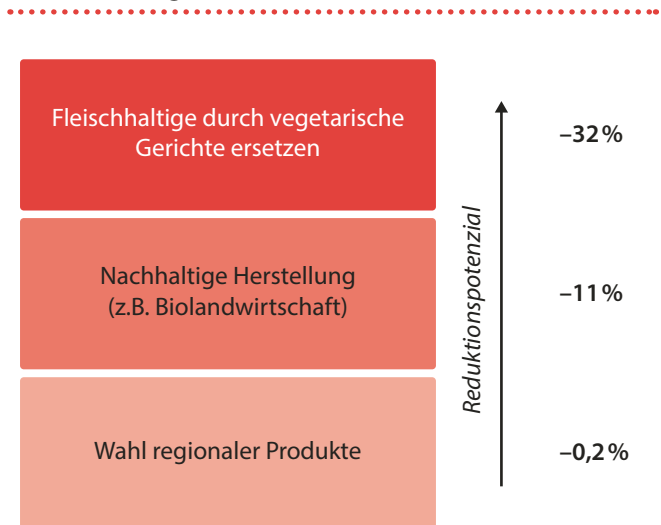 Fleischhaltige durch vegetarische
Gerichte ersetzen
–32 %
Nachhaltige Herstellung
(z.B. Biolandwirtschaft)
–11 %
Reduktionspotenzial
Wahl regionaler Produkte
–0,2 %